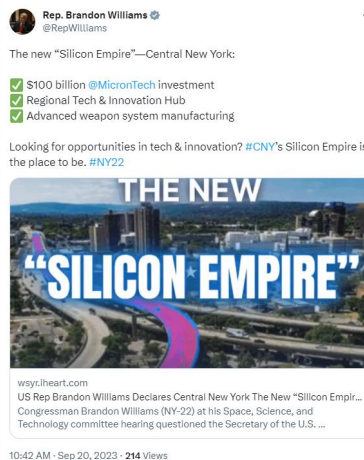 Rep. Brandon Williams
@RepWilliams
The new “Silicon Empire”—Central New York:
$100 billion @MicronTech investment
Regional Tech & Innovation Hub
Advanced weapon system manufacturing
Looking for opportunities in tech & innovation? #CNY's Silicon Empire is
the place to be. #NY22
THE NEW
“SILICON EMPIRE”
wsyr.iheart.com
US Rep Brandon Williams Declares Central New York The New “Silicon Empir...
Congressman Brandon Williams (NY-22) at his Space, Science, and
Technology committee hearing questioned the Secretary of the U.S. ...
10:42 AM · Sep 20, 2023 · 214 Views